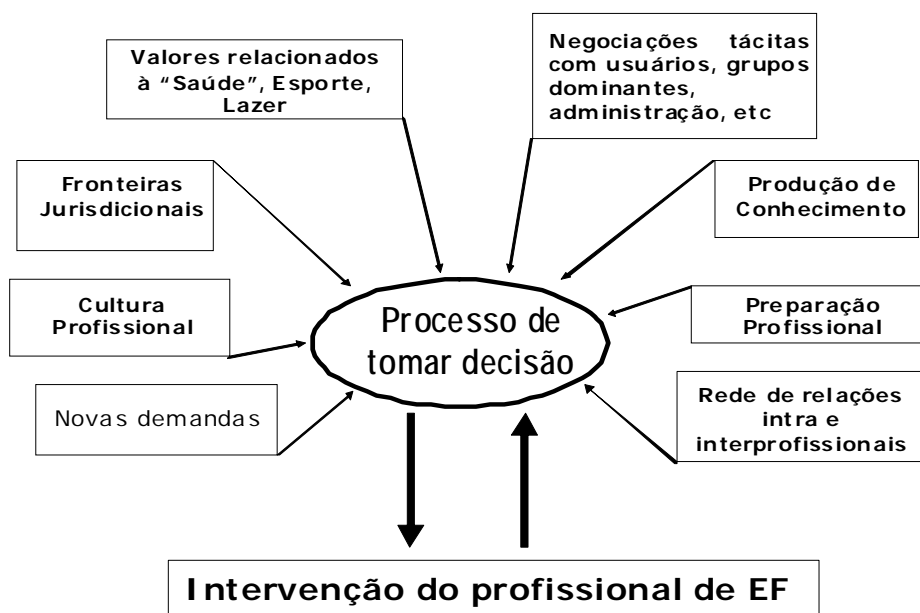 Valores relacionados
à “Saúde”, Esporte,
Lazer
Negociações tácitas
com usuários, grupos
dominantes,
administração, etc
Fronteiras
Jurisdicionais
Produção de
Conhecimento
Cultura
Profissional
Processo de
tomar decisão
Preparação
Profissional
Novas demandas
Rede de relações
intra e
interprofissionais
Intervenção do profissional de EF